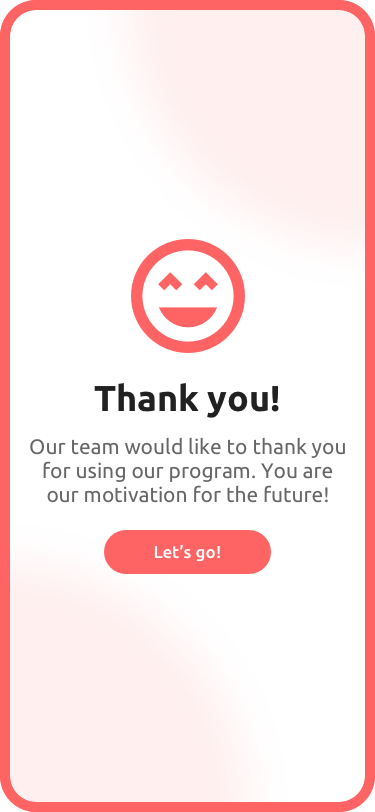 Thank you!
Our team would like to thank you
for using our program. You are
our motivation for the future!
Let’s go!